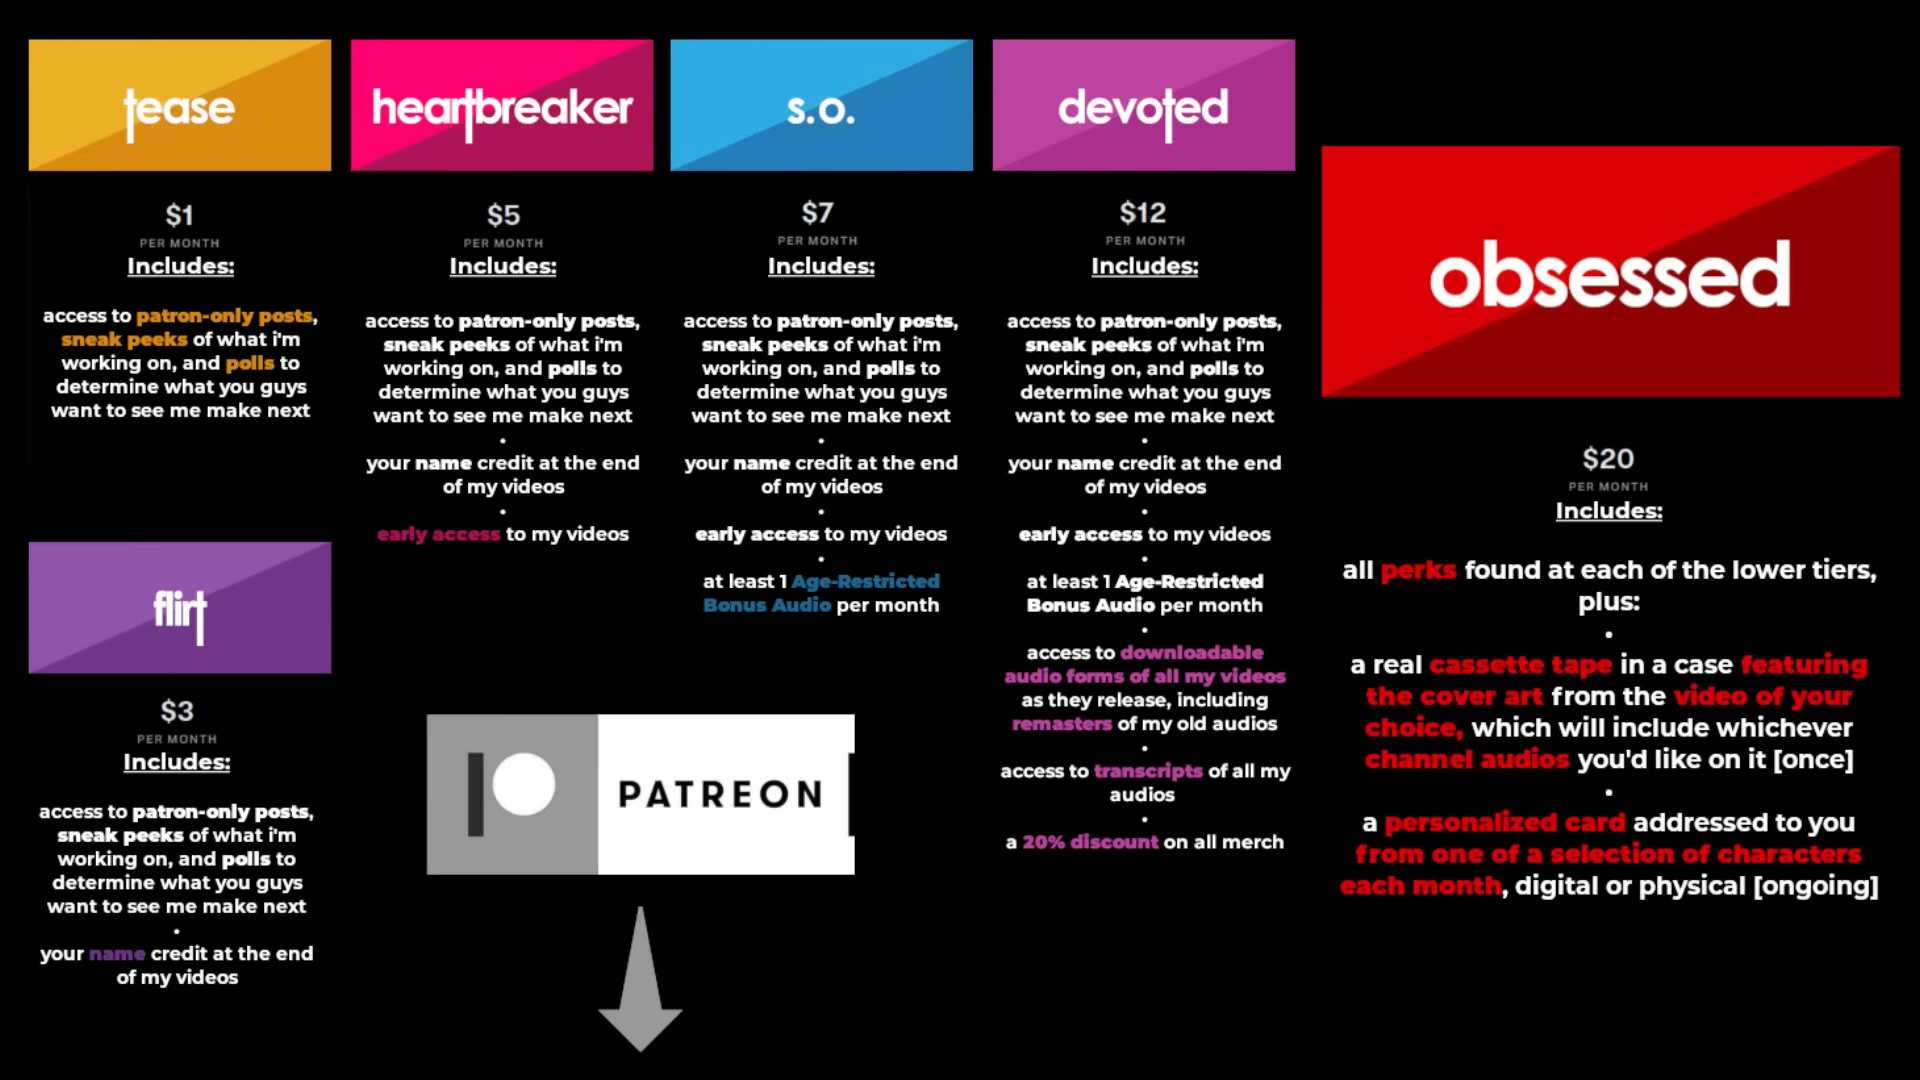 tease
$1
PER MONTH
Includes:
access to patron-only posts,
sneak peeks of what i'm
working on, and polls to
determine what you guys
want to see me make next
flirt
$3
PER MONTH
Includes:
access to patron-only posts,
sneak peeks of what i'm
working on, and polls to
determine what you guys
want to see me make next
•
your name credit at the end
of my videos
heartbreaker
$5
PER MONTH
Includes:
access to patron-only posts,
sneak peeks of what i'm
working on, and polls to
determine what you guys
want to see me make next
•
your name credit at the end
of my videos
•
early access to my videos
s.o.
$7
PER MONTH
Includes:
access to patron-only posts,
sneak peeks of what i'm
working on, and polls to
determine what you guys
want to see me make next
•
your name credit at the end
of my videos
•
early access to my videos
•
at least 1 Age-Restricted
Bonus Audio per month
PATREON
devoted
$12
PER MONTH
Includes:
access to patron-only posts,
sneak peeks of what i'm
working on, and polls to
determine what you guys
want to see me make next
•
your name credit at the end
of my videos
•
early access to my videos
•
at least 1 Age-Restricted
Bonus Audio per month
•
access to downloadable
audio forms of all my videos
as they release, including
remasters of my old audios
•
access to transcripts of all my
audios
•
a 20% discount on all merch
obsessed
$20
PER MONTH
Includes:
all perks found at each of the lower tiers,
plus:
•
a real cassette tape in a case featuring
the cover art from the video of your
choice, which will include whichever
channel audios you'd like on it [once]
•
a personalized card addressed to you
from one of a selection of characters
each month, digital or physical [ongoing]